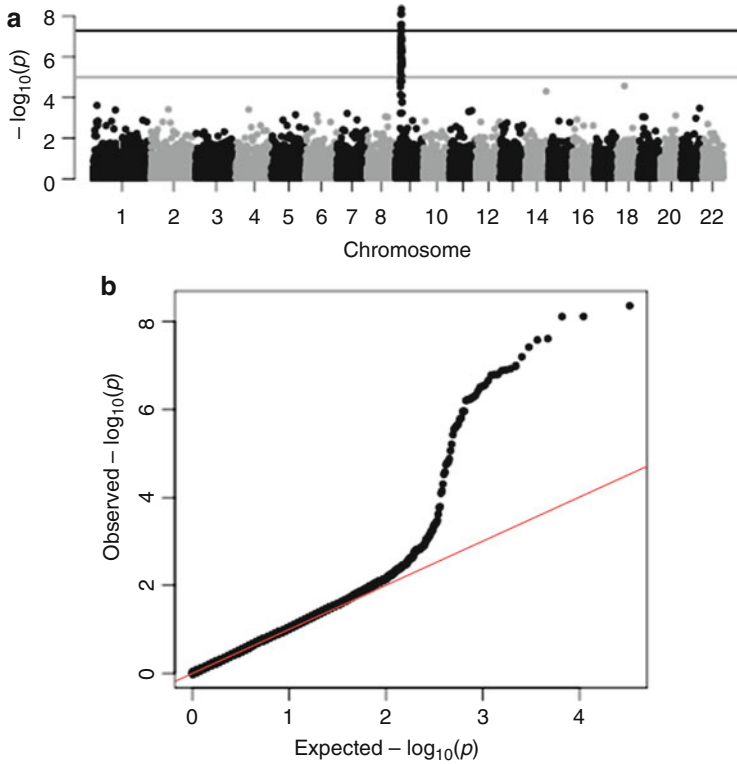 a
8
6
4
2
0
– log10(p)
1 2 3 4 5 6 7 8 10 12 14 16 18 20 22
Chromosome
b
8
6
4
2
0
Observed – log10(p)
0 1 2 3 4
Expected – log10(p)